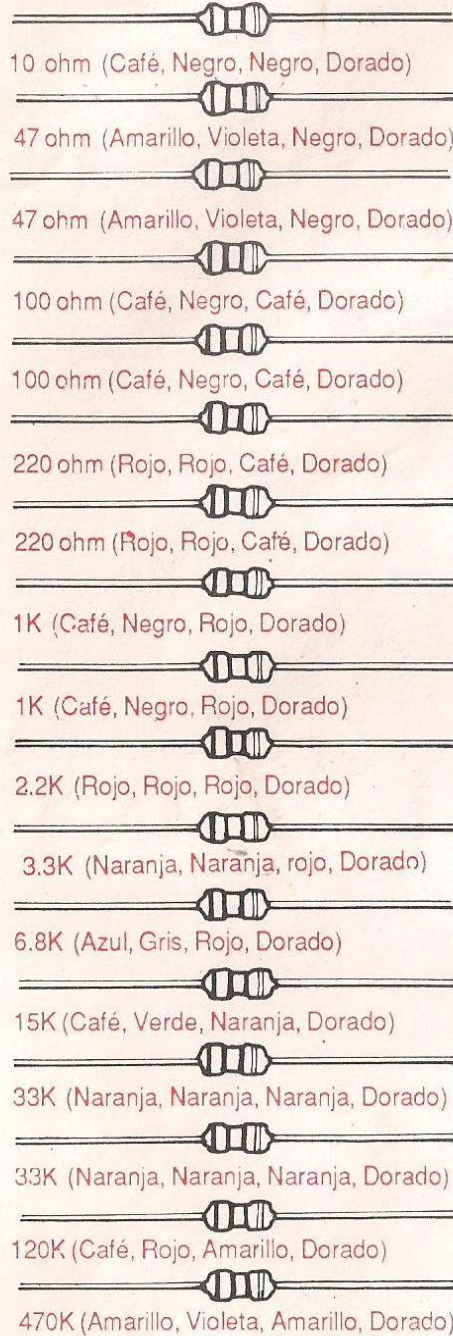 10 ohm (Café, Negro, Negro, Dorado)
47 ohm (Amarillo, Violeta, Negro, Dorado)
47 ohm (Amarillo, Violeta, Negro, Dorado)
100 ohm (Café, Negro, Café, Dorado)
100 ohm (Café, Negro, Café, Dorado)
220 ohm (Rojo, Rojo, Café, Dorado)
220 ohm (Rojo, Rojo, Café, Dorado)
1K (Café, Negro, Rojo, Dorado)
1K (Café, Negro, Rojo, Dorado)
2.2K (Rojo, Rojo, Rojo, Dorado)
3.3K (Naranja, Naranja, rojo, Dorado)
6.8K (Azul, Gris, Rojo, Dorado)
15K (Café, Verde, Naranja, Dorado)
33K (Naranja, Naranja, Naranja, Dorado)
33K (Naranja, Naranja, Naranja, Dorado)
120K (Café, Rojo, Amarillo, Dorado)
470K (Amarillo, Violeta, Amarillo, Dorado)